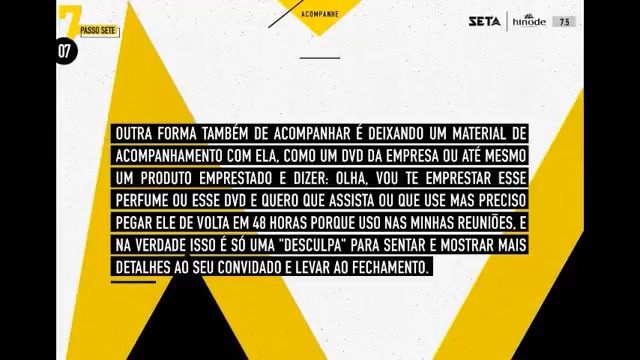 7
PASSO SETE
07
ACOMPANHE
SETA
hinode
7.5
OUTRA FORMA TAMBÉM DE ACOMPANHAR É DEIXANDO UM MATERIAL DE
ACOMPANHAMENTO COM ELA, COMO UM DVD DA EMPRESA OU ATÉ MESMO
UM PRODUTO EMPRESTADO E DIZER: OLHA, VOU TE EMPRESTAR ESSE
PERFUME OU ESSE DVD E QUERO QUE ASSISTA OU QUE USE MAS PRECISO
PEGAR ELE DE VOLTA EM 48 HORAS PORQUE USO NAS MINHAS REUNIÕES, E
NA VERDADE ISSO É SÓ UMA "DESCULPA" PARA SENTAR E MOSTRAR MAIS
DETALHES AO SEU CONVIDADO E LEVAR AO FECHAMENTO.